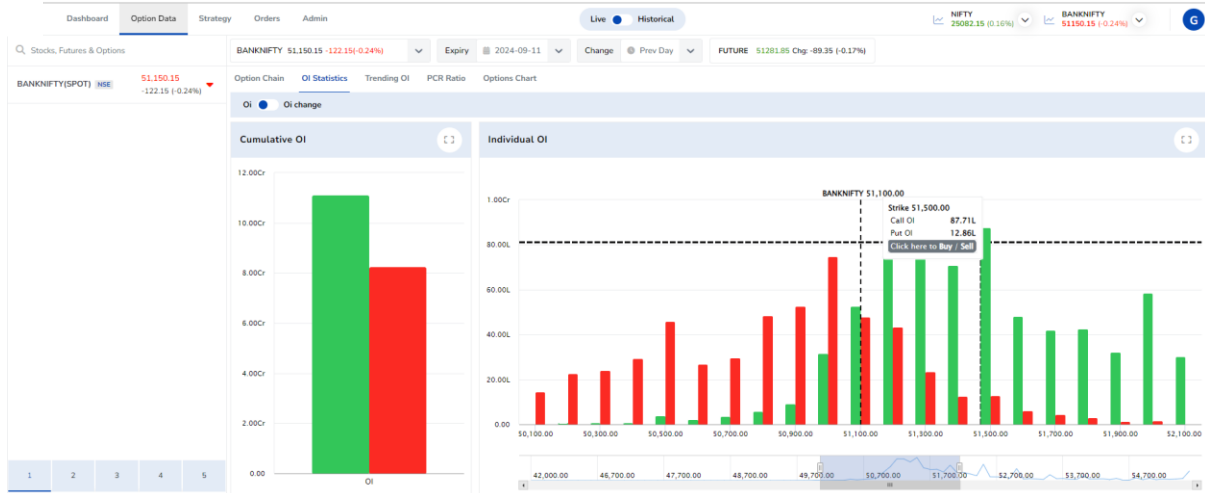 Dashboard Option Data Strategy Orders Admin Live Historical NIFTY 25082.15 (0.16%) BANKNIFTY 51150.15 (-0.24%) G
Stocks, Futures & Options
BANKNIFTY 51,150.15 -122.15(-0.24%) Expiry 2024-09-11 Change Prev Day FUTURE 51281.85 Chg: -89.35 (-0.17%)
BANKNIFTY(SPOT) NSE 51,150.15
-122.15 (-0.24%)
Option Chain OI Statistics Trending OI PCR Ratio Options Chart
Oi Oi change
Cumulative OI
12.00Cr
10.00Cr
8.00Cr
6.00Cr
4.00Cr
2.00Cr
0.00
OI
Individual OI
BANKNIFTY 51,100.00
Strike 51,500.00
Call OI 87.71L
Put OI 12.86L
Click here to Buy / Sell
1.00Cr
80.00L
60.00L
40.00L
20.00L
0.00
50,100.00 50,300.00 50,500.00 50,700.00 50,900.00 51,100.00 51,300.00 51,500.00 51,700.00 51,900.00 52,100.00
42,000.00 46,700.00 47,700.00 48,700.00 49,700.00 50,700.00 51,700.00 52,700.00 53,700.00 54,700.00
1 2 3 4 5